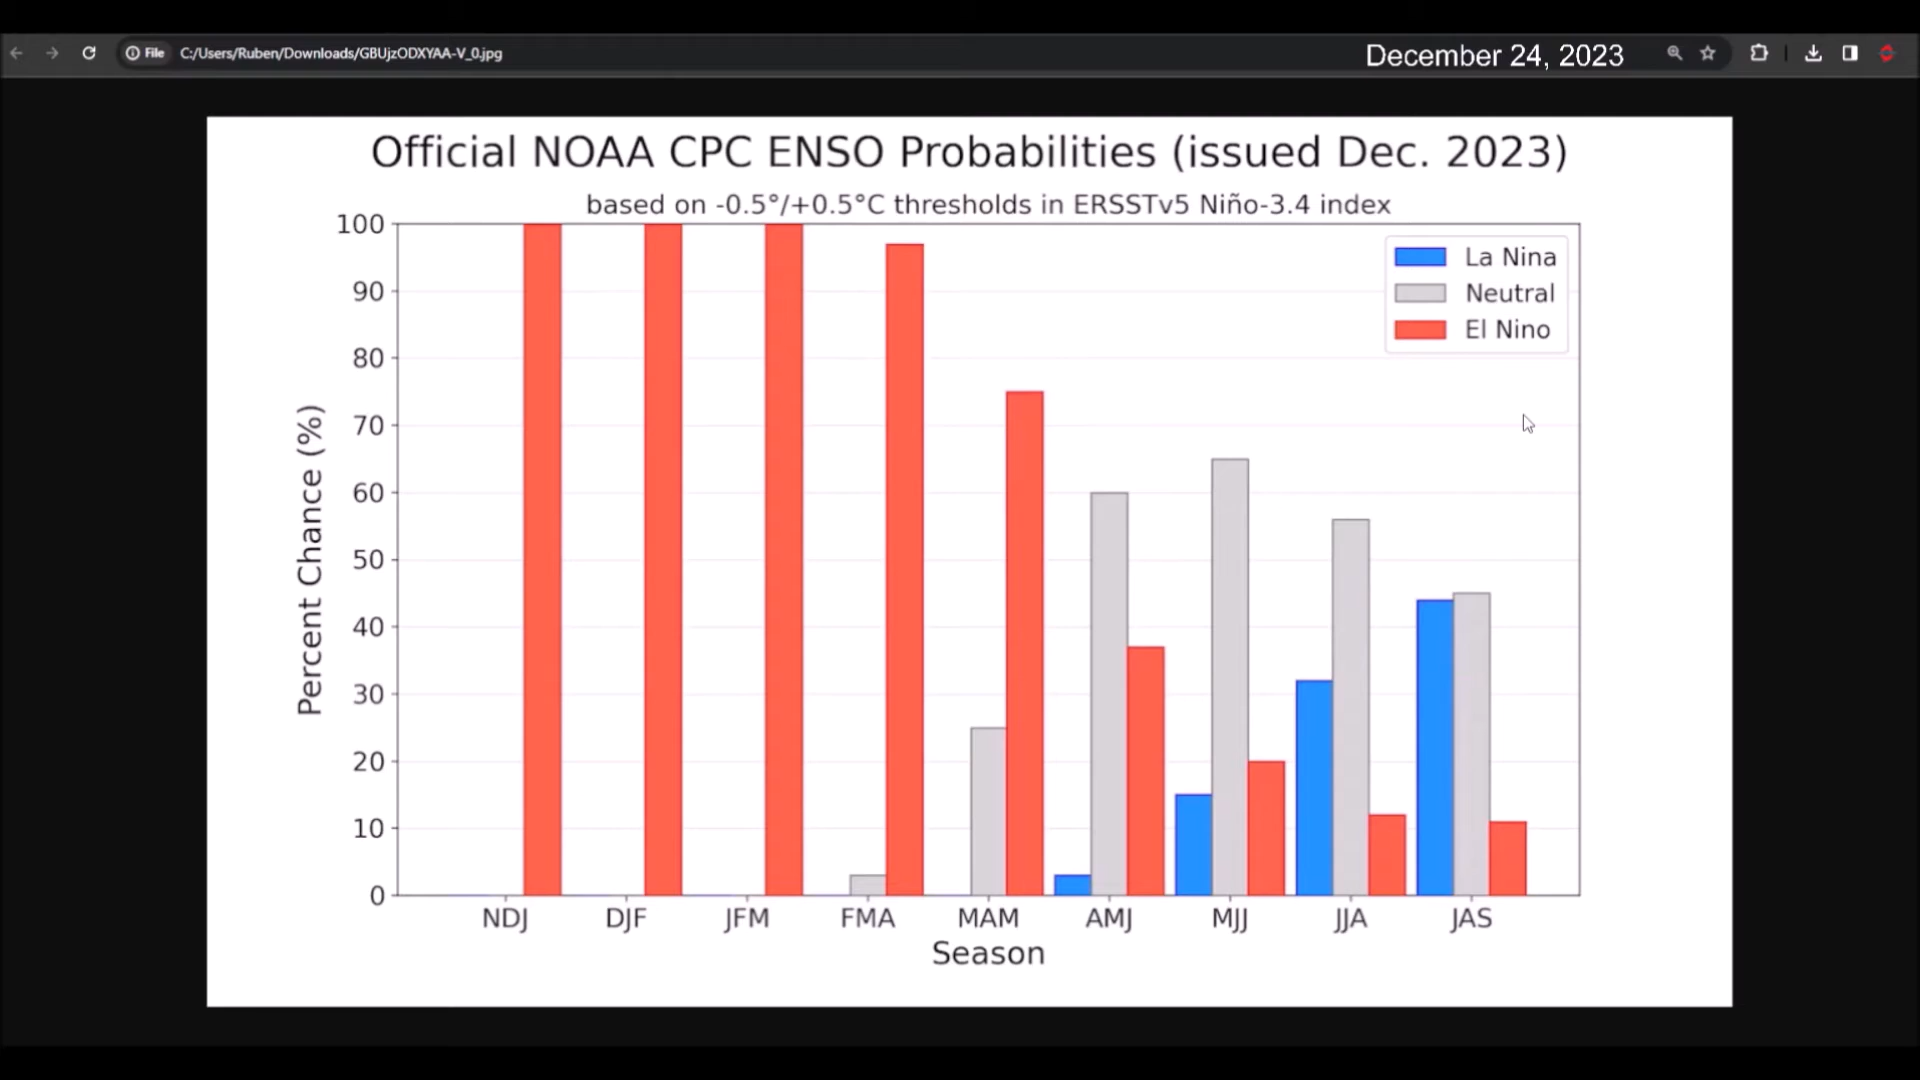 File C:/Users/Ruben/Downloads/GBUjzODXYAA-V_0.jpg
December 24, 2023
Official NOAA CPC ENSO Probabilities (issued Dec. 2023)
based on -0.5°/+0.5°C thresholds in ERSSTv5 Niño-3.4 index
La Nina
Neutral
El Nino
Percent Chance (%)
100
90
80
70
60
50
40
30
20
10
0
NDJ DJF JFM FMA MAM AMJ MJJ JJA JAS
Season